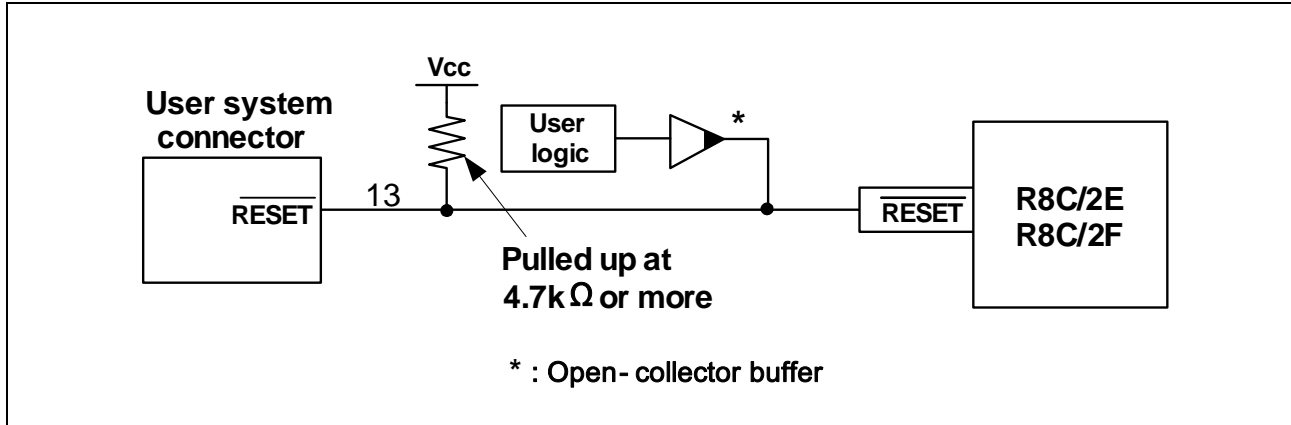 Vcc
User system
connector
User
logic
*
RESET
13
RESET
R8C/2E
R8C/2F
Pulled up at
4.7kΩ or more
* : Open-collector buffer